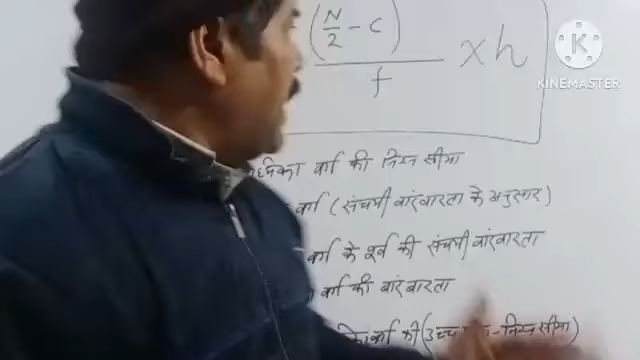 (N/2 - C)
f
× h
K
KINEMASTER
वर्ग की निम्न सीमा
वर्ग (संचयी बारंबारता के अनुसार)
वर्ग के पूर्व की संचयी बारंबारता
वर्ग की बारंबारता
की (उच्च - निम्न सीमा)